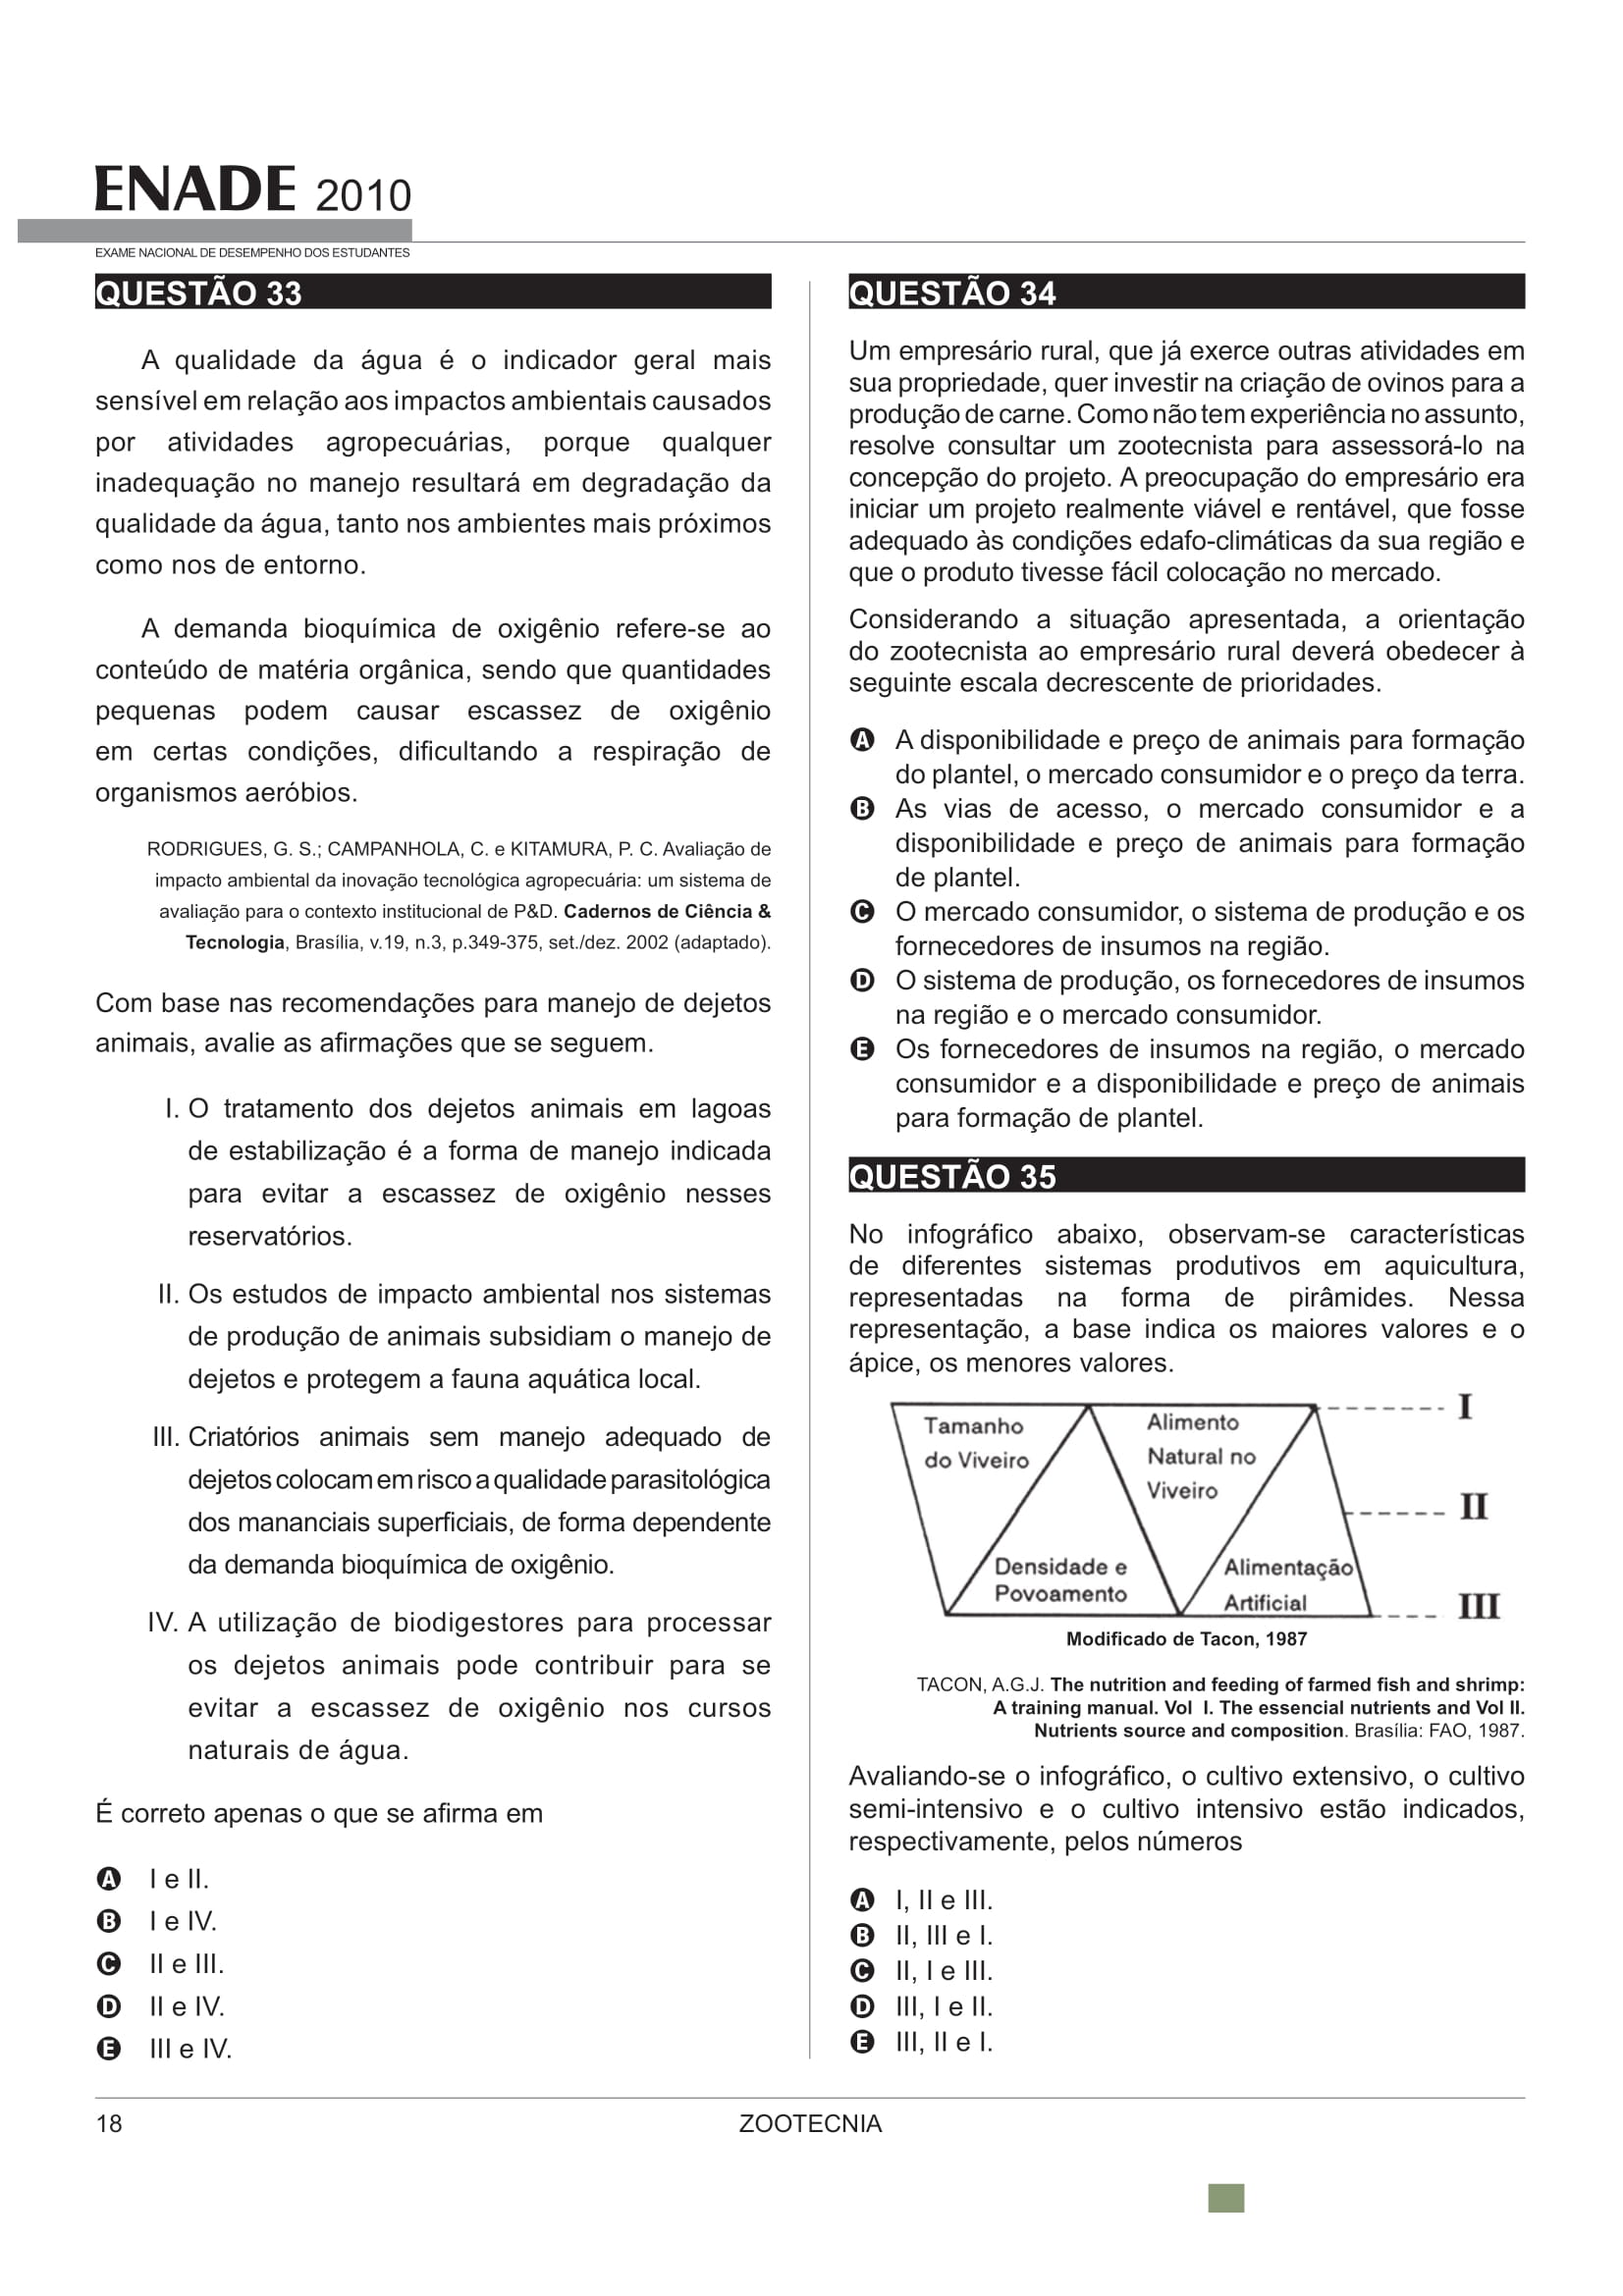 ENADE 2010
EXAME NACIONAL DE DESEMPENHO DOS ESTUDANTES
QUESTÃO 33
A qualidade da água é o indicador geral mais
sensível em relação aos impactos ambientais causados
por atividades agropecuárias, porque qualquer
inadequação no manejo resultará em degradação da
qualidade da água, tanto nos ambientes mais próximos
como nos de entorno.
A demanda bioquímica de oxigênio refere-se ao
conteúdo de matéria orgânica, sendo que quantidades
pequenas podem causar escassez de oxigênio
em certas condições, dificultando a respiração de
organismos aeróbios.
RODRIGUES, G. S.; CAMPANHOLA, C. e KITAMURA, P. C. Avaliação de
impacto ambiental da inovação tecnológica agropecuária: um sistema de
avaliação para o contexto institucional de P&D. Cadernos de Ciência &
Tecnologia, Brasília, v.19, n.3, p.349-375, set./dez. 2002 (adaptado).
Com base nas recomendações para manejo de dejetos
animais, avalie as afirmações que se seguem.
I. O tratamento dos dejetos animais em lagoas
de estabilização é a forma de manejo indicada
para evitar a escassez de oxigênio nesses
reservatórios.
II. Os estudos de impacto ambiental nos sistemas
de produção de animais subsidiam o manejo de
dejetos e protegem a fauna aquática local.
III. Criatórios animais sem manejo adequado de
dejetos colocam em risco a qualidade parasitológica
dos mananciais superficiais, de forma dependente
da demanda bioquímica de oxigênio.
IV. A utilização de biodigestores para processar
os dejetos animais pode contribuir para se
evitar a escassez de oxigênio nos cursos
naturais de água.
É correto apenas o que se afirma em
A I e II.
B I e IV.
C II e III.
D II e IV.
E III e IV.
QUESTÃO 34
Um empresário rural, que já exerce outras atividades em
sua propriedade, quer investir na criação de ovinos para a
produção de carne. Como não tem experiência no assunto,
resolve consultar um zootecnista para assessorá-lo na
concepção do projeto. A preocupação do empresário era
iniciar um projeto realmente viável e rentável, que fosse
adequado às condições edafo-climáticas da sua região e
que o produto tivesse fácil colocação no mercado.
Considerando a situação apresentada, a orientação
do zootecnista ao empresário rural deverá obedecer à
seguinte escala decrescente de prioridades.
A A disponibilidade e preço de animais para formação
do plantel, o mercado consumidor e o preço da terra.
B As vias de acesso, o mercado consumidor e a
disponibilidade e preço de animais para formação
de plantel.
C O mercado consumidor, o sistema de produção e os
fornecedores de insumos na região.
D O sistema de produção, os fornecedores de insumos
na região e o mercado consumidor.
E Os fornecedores de insumos na região, o mercado
consumidor e a disponibilidade e preço de animais
para formação de plantel.
QUESTÃO 35
No infográfico abaixo, observam-se características
de diferentes sistemas produtivos em aquicultura,
representadas na forma de pirâmides. Nessa
representação, a base indica os maiores valores e o
ápice, os menores valores.
Tamanho
do Viveiro
Alimento
Natural no
Viveiro
Densidade e
Povoamento
Alimentação
Artificial
I
II
III
Modificado de Tacon, 1987
TACON, A.G.J. The nutrition and feeding of farmed fish and shrimp:
A training manual. Vol I. The essencial nutrients and Vol II.
Nutrients source and composition. Brasília: FAO, 1987.
Avaliando-se o infográfico, o cultivo extensivo, o cultivo
semi-intensivo e o cultivo intensivo estão indicados,
respectivamente, pelos números
A I, II e III.
B II, III e I.
C II, I e III.
D III, I e II.
E III, II e I.
18
ZOOTECNIA